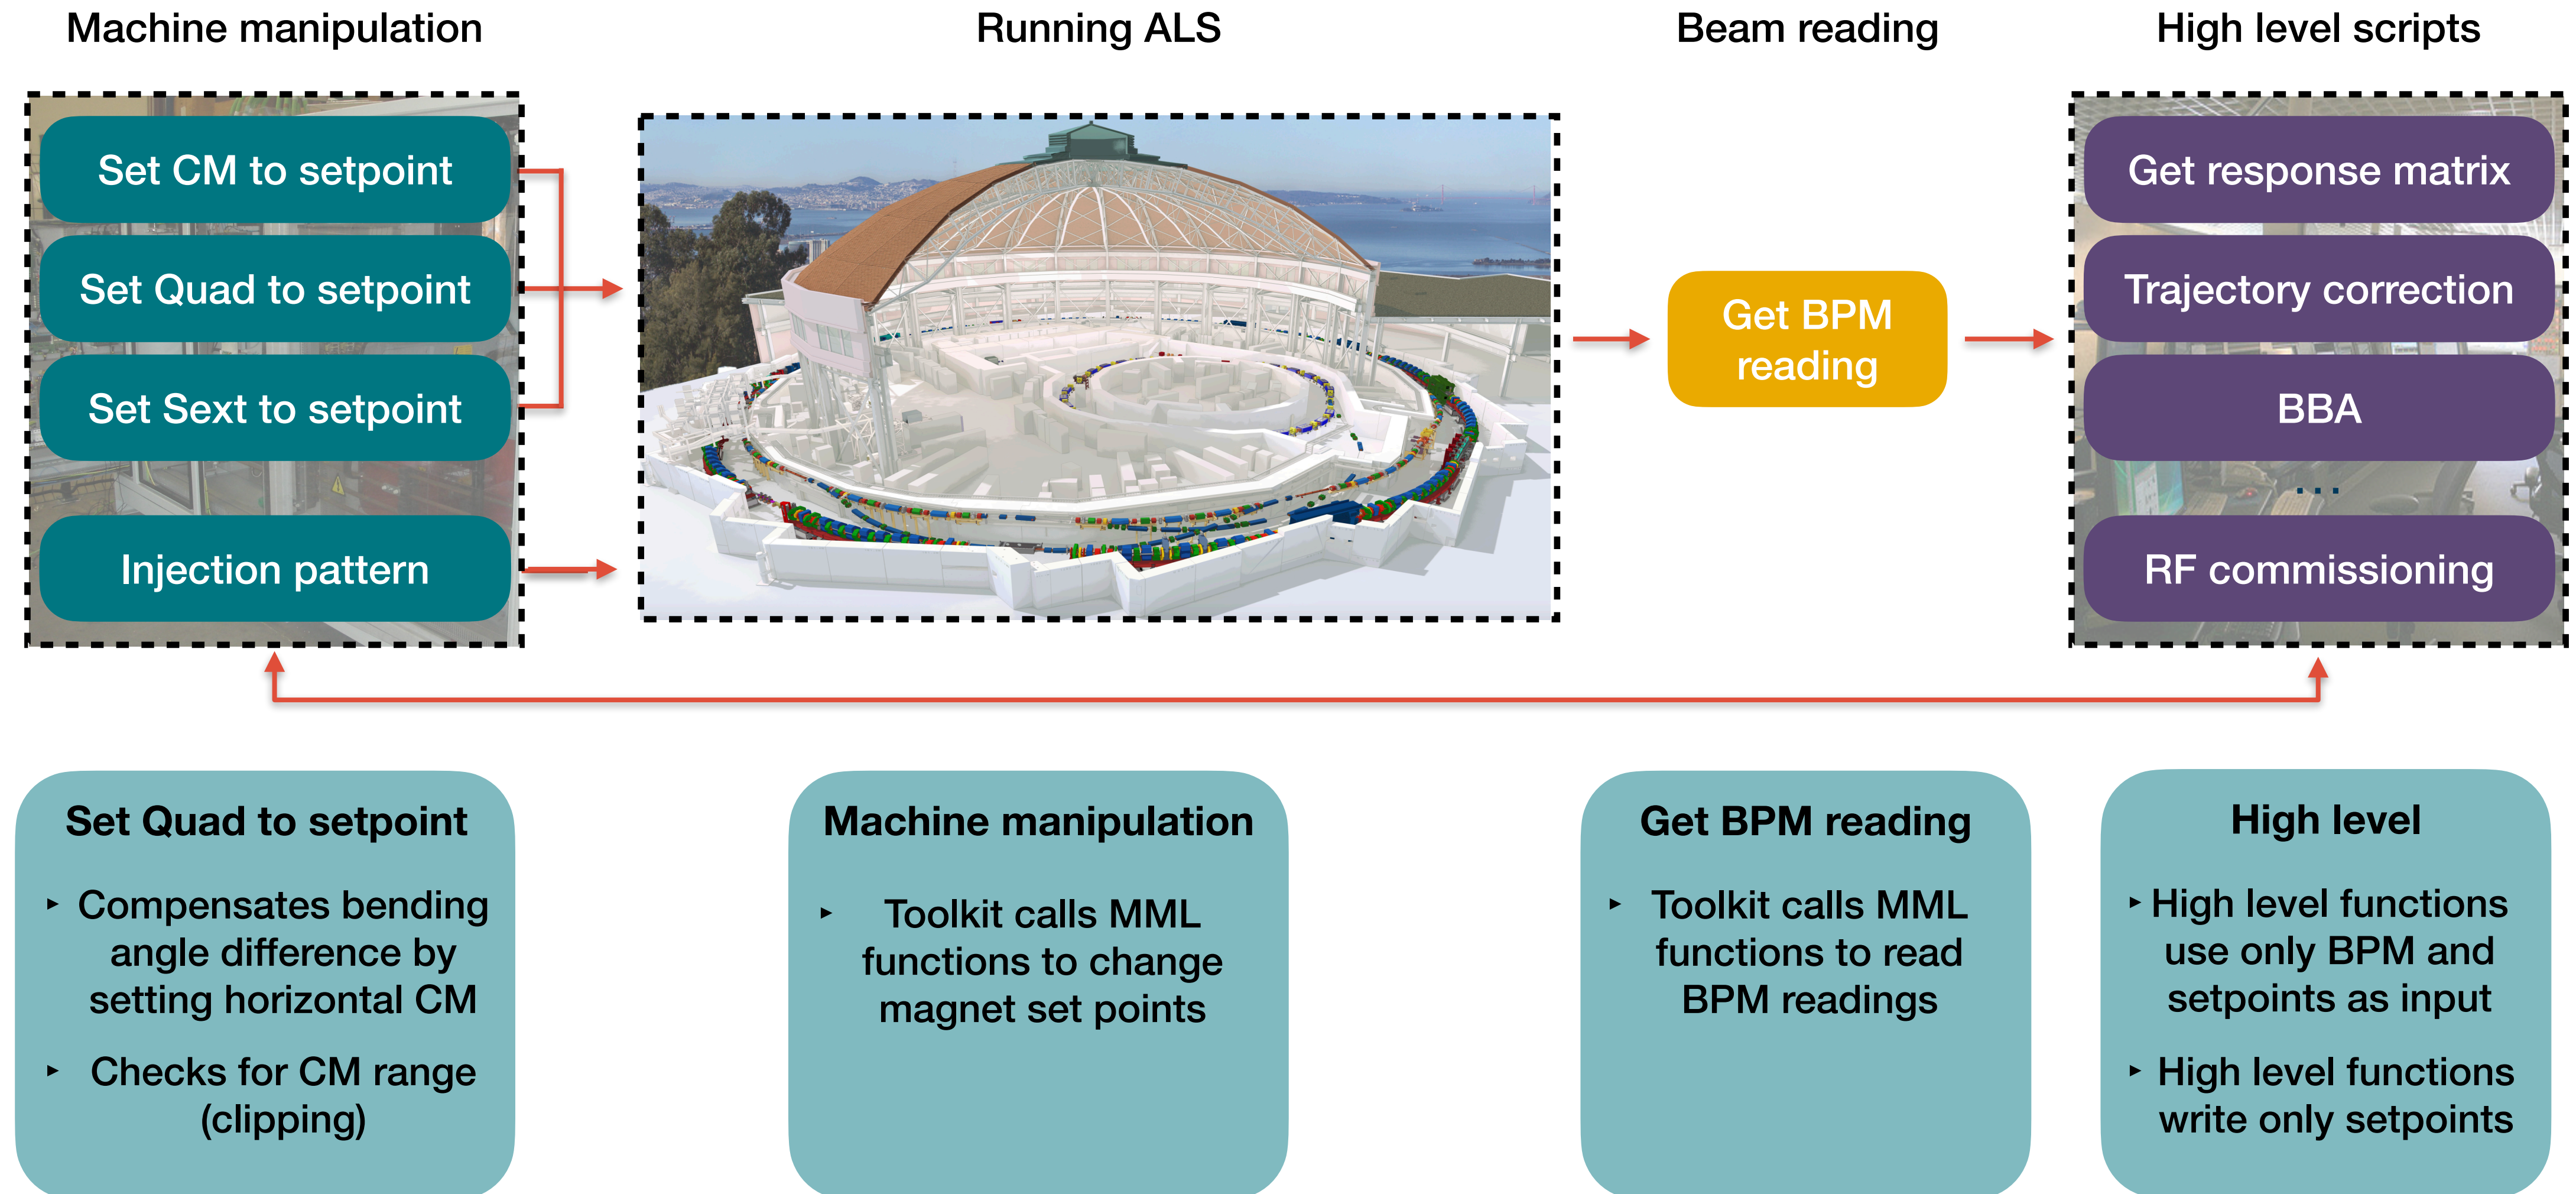 Machine manipulation
Running ALS
Beam reading
High level scripts
Set CM to setpoint
Set Quad to setpoint
Set Sext to setpoint
Injection pattern
Get BPM
reading
Get response matrix
Trajectory correction
BBA
...
RF commissioning
Set Quad to setpoint
‣ Compensates bending
angle difference by
setting horizontal CM
‣ Checks for CM range
(clipping)
Machine manipulation
‣ Toolkit calls MML
functions to change
magnet set points
Get BPM reading
‣ Toolkit calls MML
functions to read
BPM readings
High level
‣ High level functions
use only BPM and
setpoints as input
‣ High level functions
write only setpoints